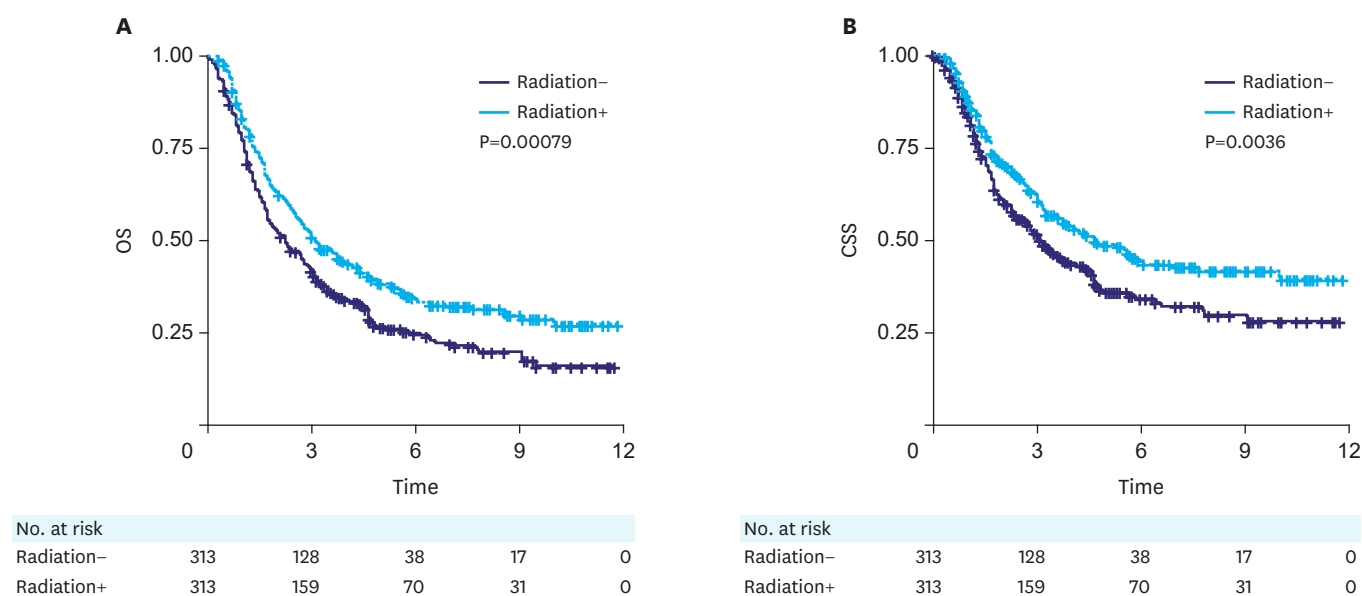 A
OS
1.00
0.75
0.50
0.25
0
3
6
9
12
Time
Radiation−
Radiation+
P=0.00079
No. at risk
Radiation− 313 128 38 17 0
Radiation+ 313 159 70 31 0
B
CSS
1.00
0.75
0.50
0.25
0
3
6
9
12
Time
Radiation−
Radiation+
P=0.0036
No. at risk
Radiation− 313 128 38 17 0
Radiation+ 313 159 70 31 0